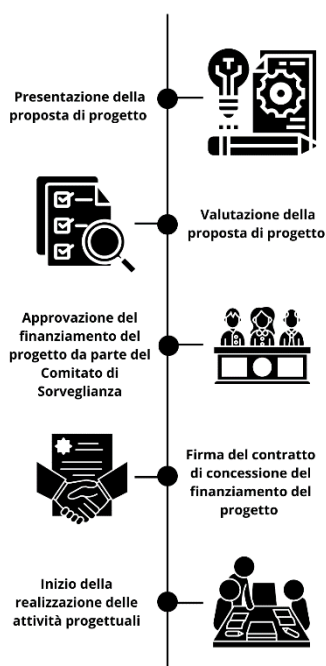 Presentazione della
proposta di progetto
Valutazione della
proposta di progetto
Approvazione del
finanziamento del
progetto da parte del
Comitato di
Sorveglianza
Firma del contratto
di concessione del
finanziamento del
progetto
Inizio della
realizzazione delle
attività progettuali